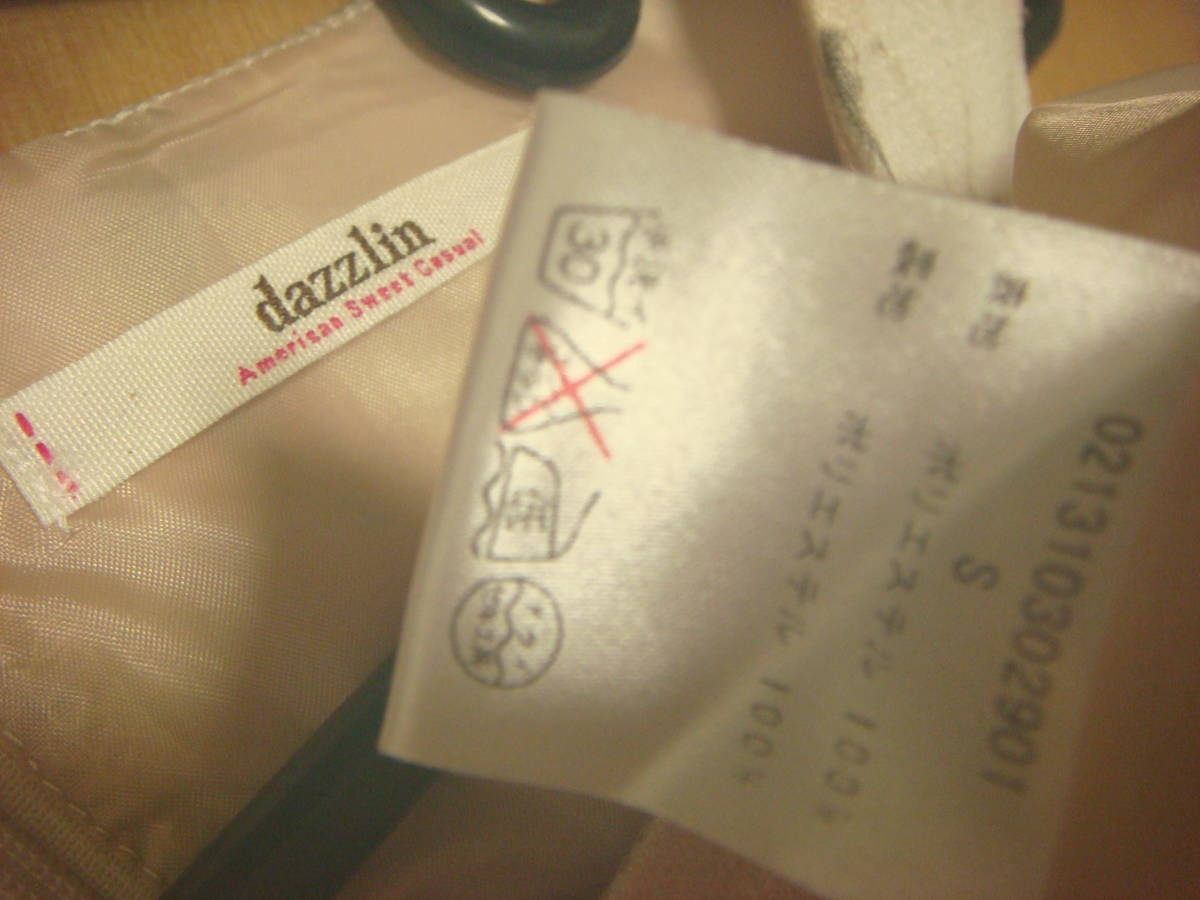 dazzlin
American Sweet Casual
021310302901
S
ポリエステル 100%
ポリエステル 100%
30